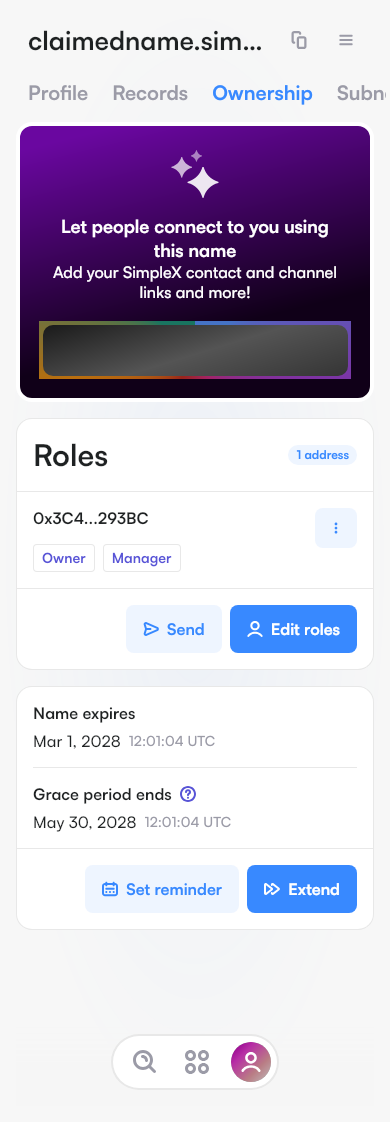 claimedname.sim...
Profile Records Ownership Subn
Let people connect to you using
this name
Add your SimpleX contact and channel
links and more!
Roles
1 address
0x3C4...293BC
Owner Manager
Send Edit roles
Name expires
Mar 1, 2028 12:01:04 UTC
Grace period ends
May 30, 2028 12:01:04 UTC
Set reminder Extend